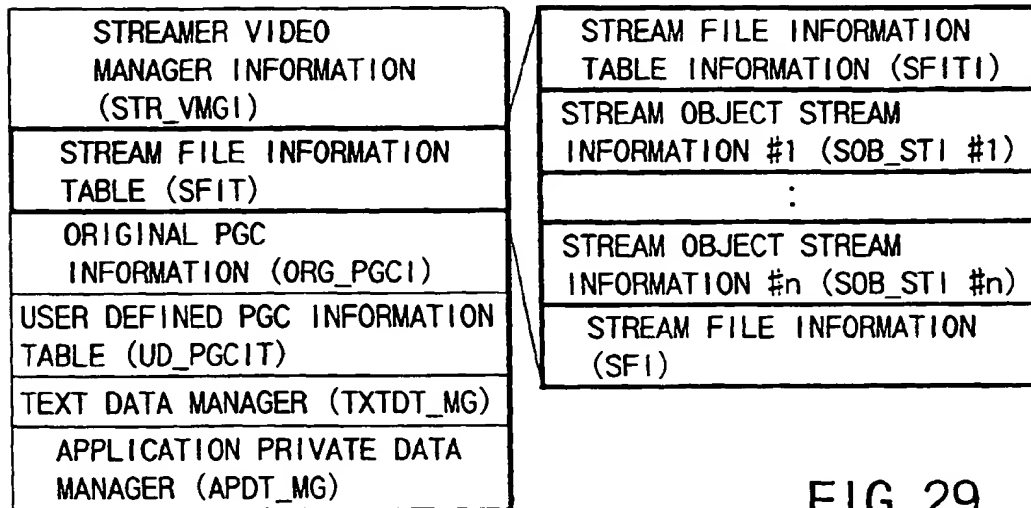 STREAMER VIDEO
MANAGER INFORMATION
(STR_VMGI)
STREAM FILE INFORMATION
TABLE (SFIT)
ORIGINAL PGC
INFORMATION (ORG_PGCI)
USER DEFINED PGC INFORMATION
TABLE (UD_PGCIT)
TEXT DATA MANAGER (TXTDT_MG)
APPLICATION PRIVATE DATA
MANAGER (APDT_MG)
STREAM FILE INFORMATION
TABLE INFORMATION (SFITI)
STREAM OBJECT STREAM
INFORMATION #1 (SOB_STI #1)
:
STREAM OBJECT STREAM
INFORMATION #n (SOB_STI #n)
STREAM FILE INFORMATION
(SFI)
FIG. 29